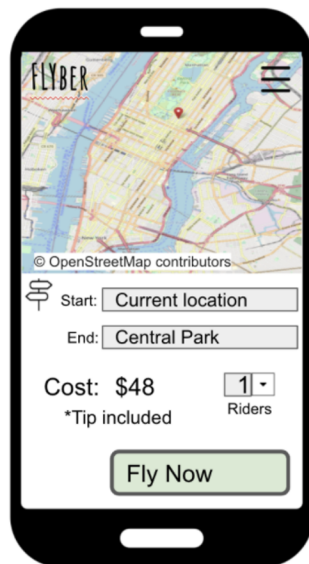 FLYBER
© OpenStreetMap contributors
Start: Current location
End: Central Park
Cost: $48
1
*Tip included
Riders
Fly Now